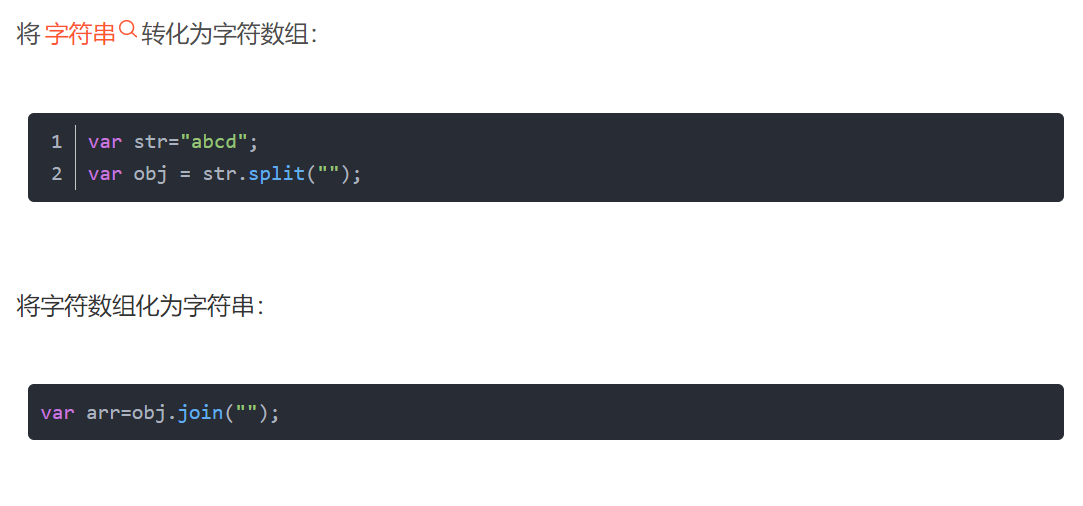 将 字符串 转化为字符数组：
1 var str="abcd";
2 var obj = str.split("");
将字符数组化为字符串：
var arr=obj.join("");